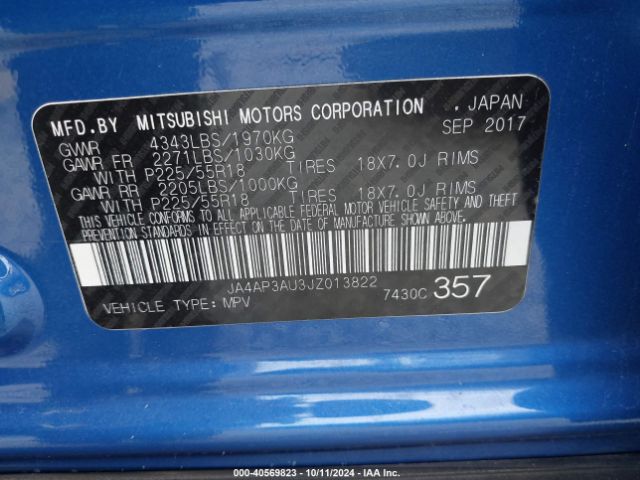 MFD.BY MITSUBISHI MOTORS CORPORATION . JAPAN
GVWR 4343LBS/1970KG SEP 2017
GAWR FR 2271LBS/1030KG
WITH P225/55R18 TIRES 18X7.0J RIMS
GAWR RR 2205LBS/1000KG
WITH P225/55R18 TIRES 18X7.0J RIMS
THIS VEHICLE CONFORMS TO ALL APPLICABLE FEDERAL MOTOR VEHICLE SAFETY AND THEFT
PREVENTION STANDARDS IN EFFECT ON THE DATE OF MANUFACTURE SHOWN ABOVE.
JA4AP3AU3JZ013822
VEHICLE TYPE: MPV 7430C 357
000-40569823 - 10/11/2024 - IAA Inc.